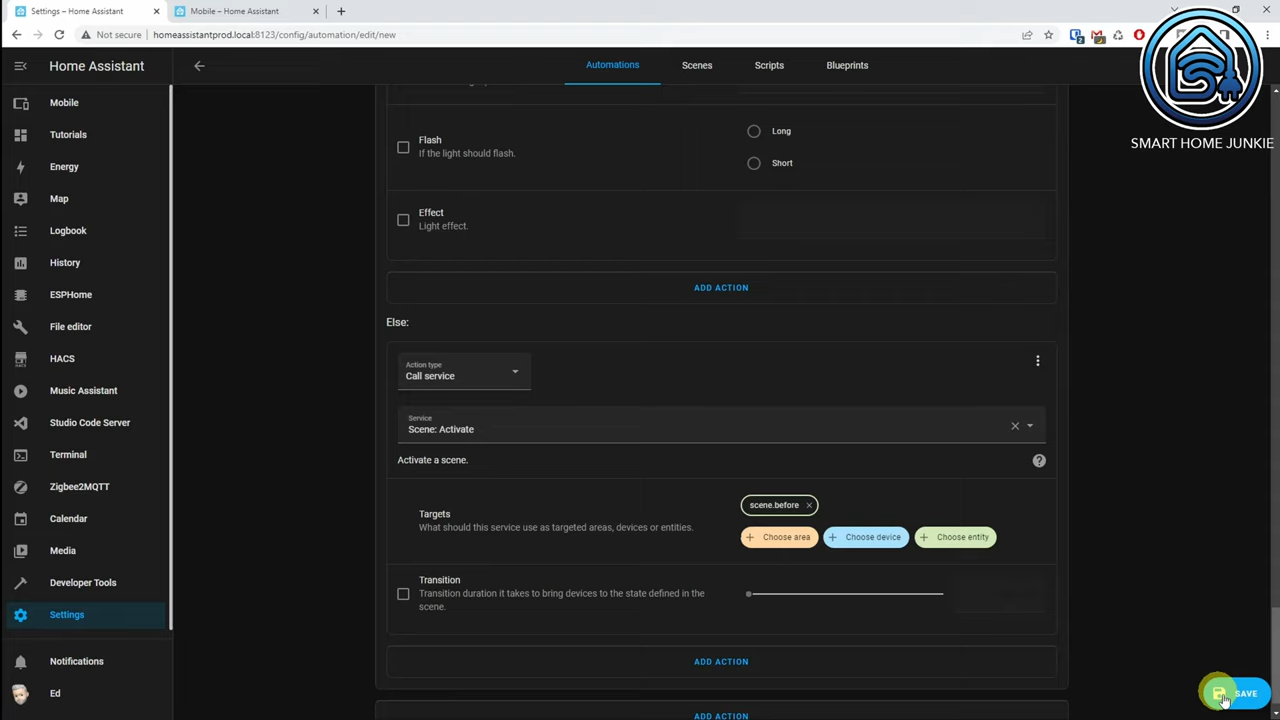 Settings – Home Assistant
Mobile – Home Assistant
Not secure
homeassistantprod.local:8123/config/automation/edit/new
Home Assistant
Automations
Scenes
Scripts
Blueprints
SMART HOME JUNKIE
Mobile
Tutorials
Energy
Map
Logbook
History
ESPHome
File editor
HACS
Music Assistant
Studio Code Server
Terminal
Zigbee2MQTT
Calendar
Media
Developer Tools
Settings
Notifications
Ed
Flash
If the light should flash.
Long
Short
Effect
Light effect.
ADD ACTION
Else:
Action type
Call service
Service
Scene: Activate
Activate a scene.
Targets
What should this service use as targeted areas, devices or entities.
scene.before
Choose area
Choose device
Choose entity
Transition
Transition duration it takes to bring devices to the state defined in the
scene.
ADD ACTION
ADD ACTION
SAVE